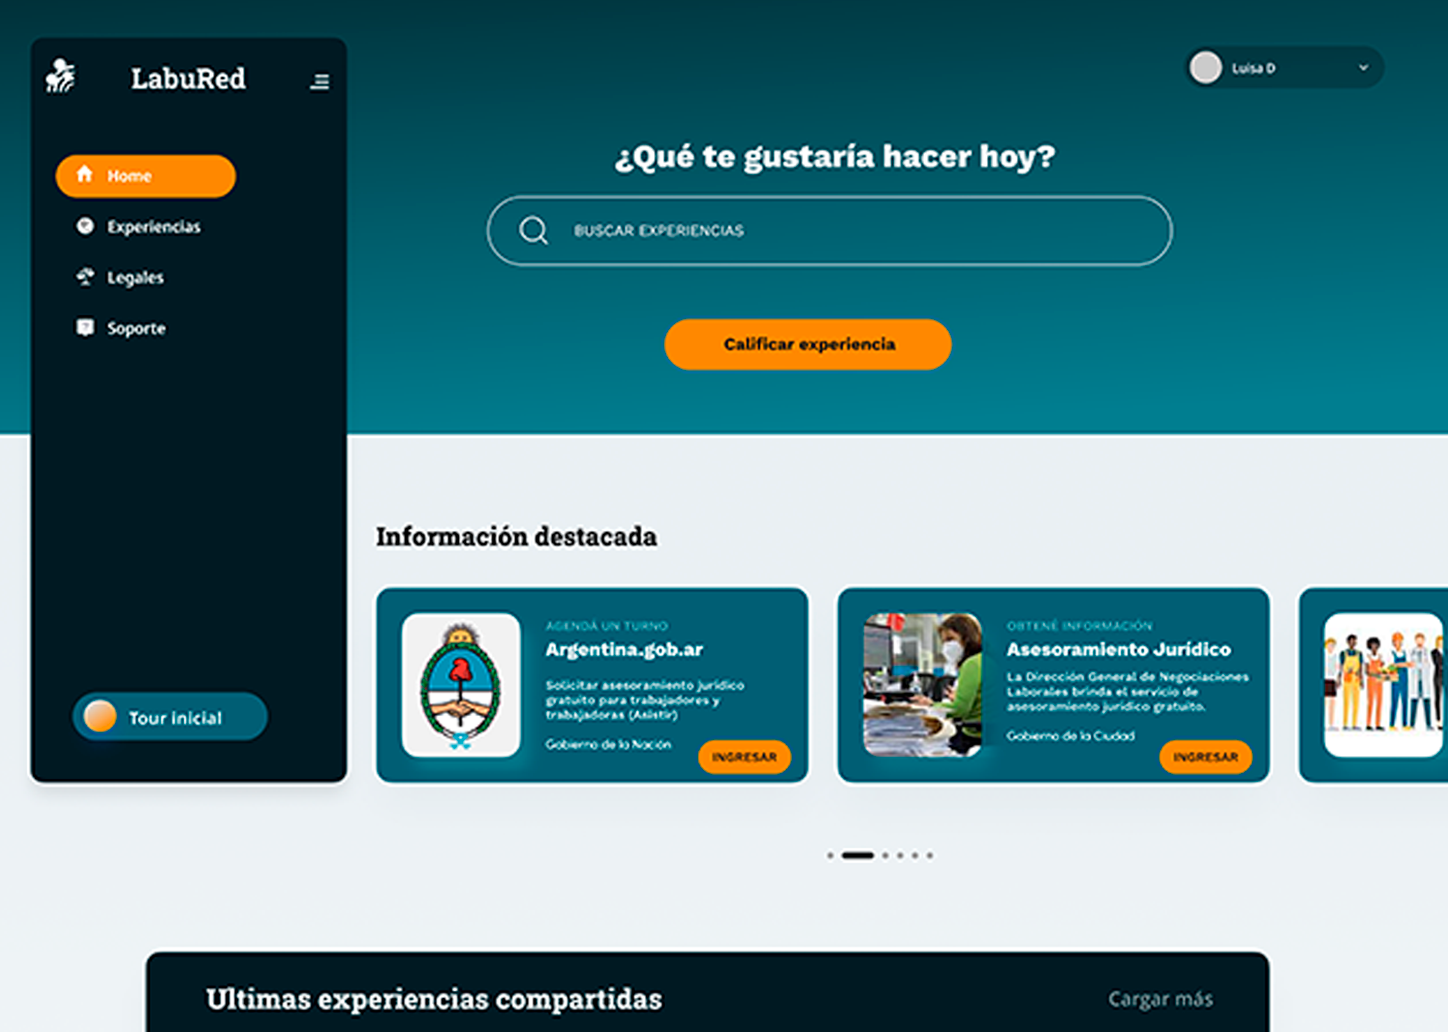 LabuRed
Home
Experiencias
Legales
Soporte
Tour inicial
Luisa D
¿Qué te gustaría hacer hoy?
BUSCAR EXPERIENCIAS
Calificar experiencia
Información destacada
AGENDÁ UN TURNO
Argentina.gob.ar
Solicitar asesoramiento jurídico
gratuito para trabajadores y
trabajadoras (Asistir)
Gobierno de la Nación
INGRESAR
OBTENÉ INFORMACIÓN
Asesoramiento Jurídico
La Dirección General de Negociaciones
Laborales brinda el servicio de
asesoramiento jurídico gratuito.
Gobierno de la Ciudad
INGRESAR
Ultimas experiencias compartidas
Cargar más